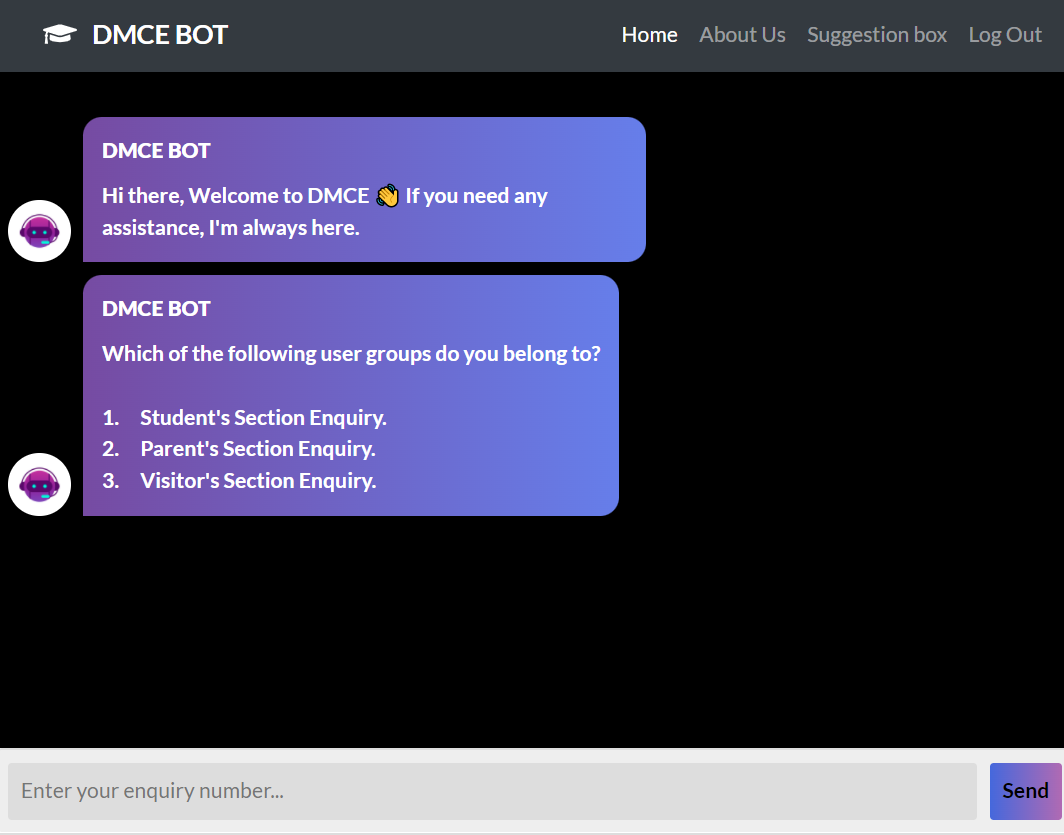 DMCE BOT
Home About Us Suggestion box Log Out
DMCE BOT
Hi there, Welcome to DMCE 👋 If you need any
assistance, I'm always here.
DMCE BOT
Which of the following user groups do you belong to?
1. Student's Section Enquiry.
2. Parent's Section Enquiry.
3. Visitor's Section Enquiry.
Enter your enquiry number...
Send